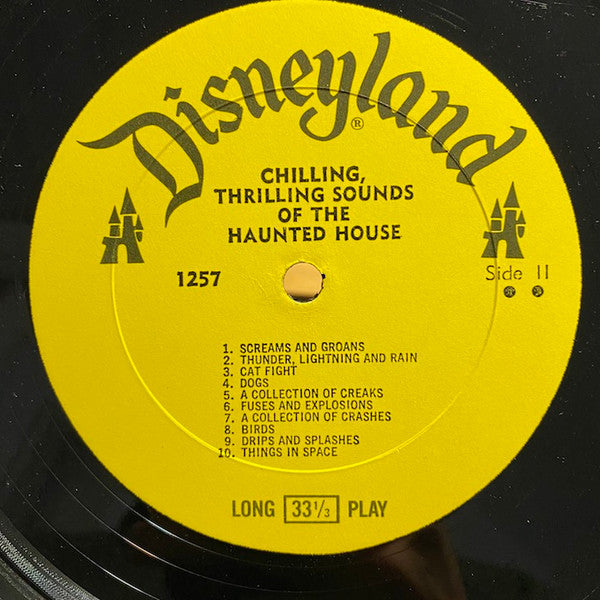 Disneyland®
CHILLING,
THRILLING SOUNDS
OF THE
HAUNTED HOUSE
1257
Side II
1. SCREAMS AND GROANS
2. THUNDER, LIGHTNING AND RAIN
3. CAT FIGHT
4. DOGS
5. A COLLECTION OF CREAKS
6. FUSES AND EXPLOSIONS
7. A COLLECTION OF CRASHES
8. BIRDS
9. DRIPS AND SPLASHES
10. THINGS IN SPACE
LONG 33⅓ PLAY